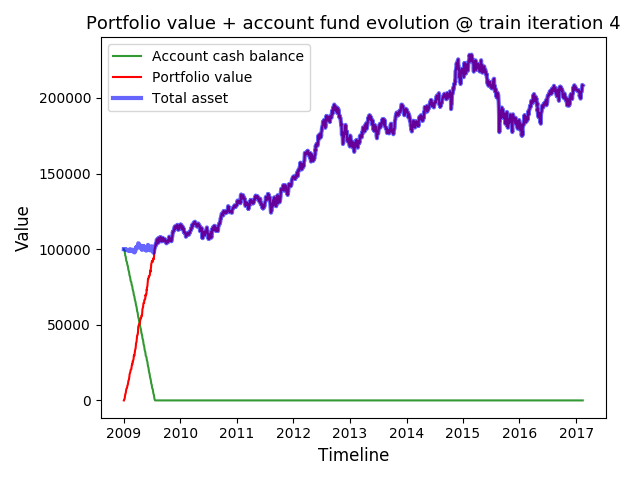 Portfolio value + account fund evolution @ train iteration 4
Account cash balance
Portfolio value
Total asset
200000
150000
100000
50000
0
Value
2009 2010 2011 2012 2013 2014 2015 2016 2017
Timeline